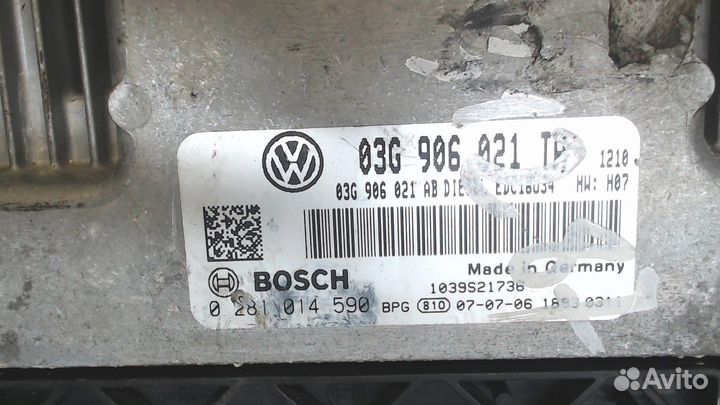 03G 906 021 1210
03G 906 021 AB DIESEL EDC16U34 HW: H07
Made in Germany
BOSCH 1039S21736
0 281 014 590 BPG 810 07-07-06
Avito